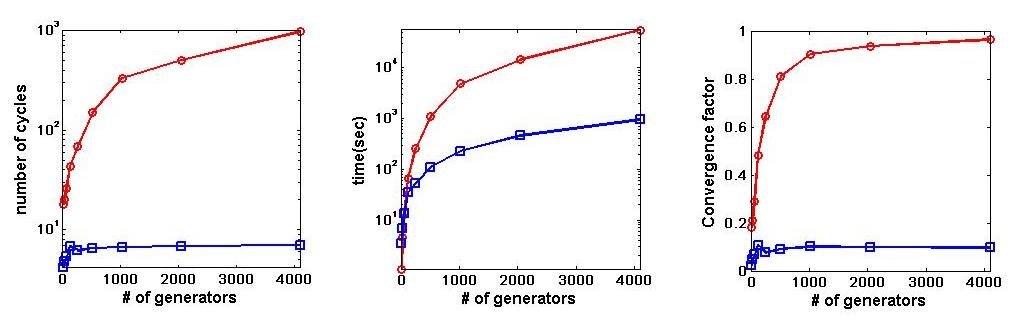 10³
10²
10¹
number of cycles
0 1000 2000 3000 4000
# of generators
10⁴
10³
10²
10¹
time(sec)
0 1000 2000 3000 4000
# of generators
1
0.8
0.6
0.4
0.2
0
Convergence factor
0 1000 2000 3000 4000
# of generators